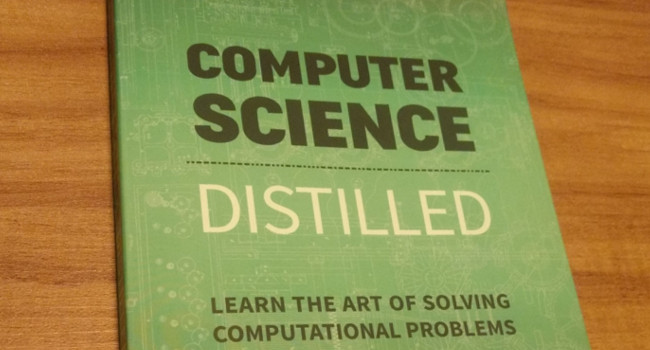 COMPUTER
SCIENCE
DISTILLED
LEARN THE ART OF SOLVING
COMPUTATIONAL PROBLEMS